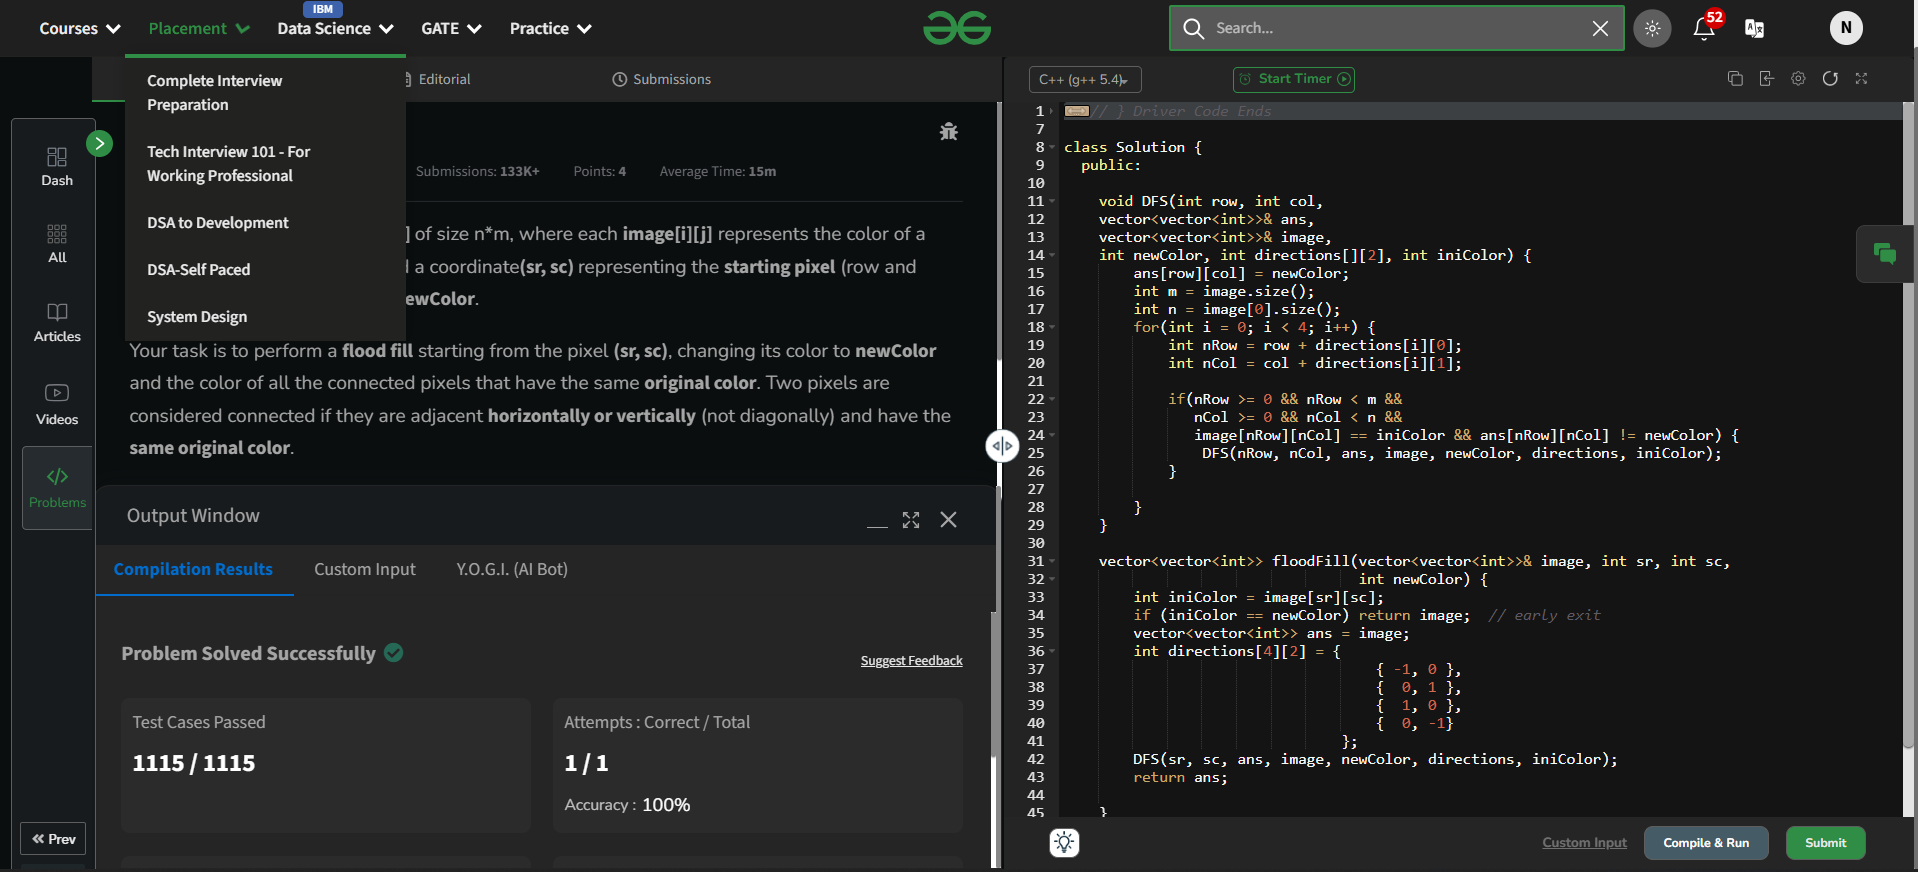 Courses
Placement
IBM
Data Science
GATE
Practice
Search...
52
N
Complete Interview
Preparation
Tech Interview 101 - For
Working Professional
DSA to Development
DSA-Self Paced
System Design
Editorial
Submissions
Dash
All
Articles
Videos
Problems
Prev
Submissions: 133K+
Points: 4
Average Time: 15m
] of size n*m, where each image[i][j] represents the color of a
a coordinate(sr, sc) representing the starting pixel (row and
ewColor.
Your task is to perform a flood fill starting from the pixel (sr, sc), changing its color to newColor
and the color of all the connected pixels that have the same original color. Two pixels are
considered connected if they are adjacent horizontally or vertically (not diagonally) and have the
same original color.
Output Window
Compilation Results
Custom Input
Y.O.G.I. (AI Bot)
Problem Solved Successfully
Suggest Feedback
Test Cases Passed
1115 / 1115
Attempts : Correct / Total
1 / 1
Accuracy : 100%
C++ (g++ 5.4)
Start Timer
1 // } Driver Code Ends
7
8 class Solution {
9 public:
10
11 void DFS(int row, int col,
12 vector<vector<int>>& ans,
13 vector<vector<int>>& image,
14 int newColor, int directions[][2], int iniColor) {
15 ans[row][col] = newColor;
16 int m = image.size();
17 int n = image[0].size();
18 for(int i = 0; i < 4; i++) {
19 int nRow = row + directions[i][0];
20 int nCol = col + directions[i][1];
21
22 if(nRow >= 0 && nRow < m &&
23 nCol >= 0 && nCol < n &&
24 image[nRow][nCol] == iniColor && ans[nRow][nCol] != newColor) {
25 DFS(nRow, nCol, ans, image, newColor, directions, iniColor);
26 }
27
28 }
29 }
30
31 vector<vector<int>> floodFill(vector<vector<int>>& image, int sr, int sc,
32 int newColor) {
33 int iniColor = image[sr][sc];
34 if (iniColor == newColor) return image; // early exit
35 vector<vector<int>> ans = image;
36 int directions[4][2] = {
37 { -1, 0 },
38 { 0, 1 },
39 { 1, 0 },
40 { 0, -1}
41 };
42 DFS(sr, sc, ans, image, newColor, directions, iniColor);
43 return ans;
44
45 }
Custom Input
Compile & Run
Submit